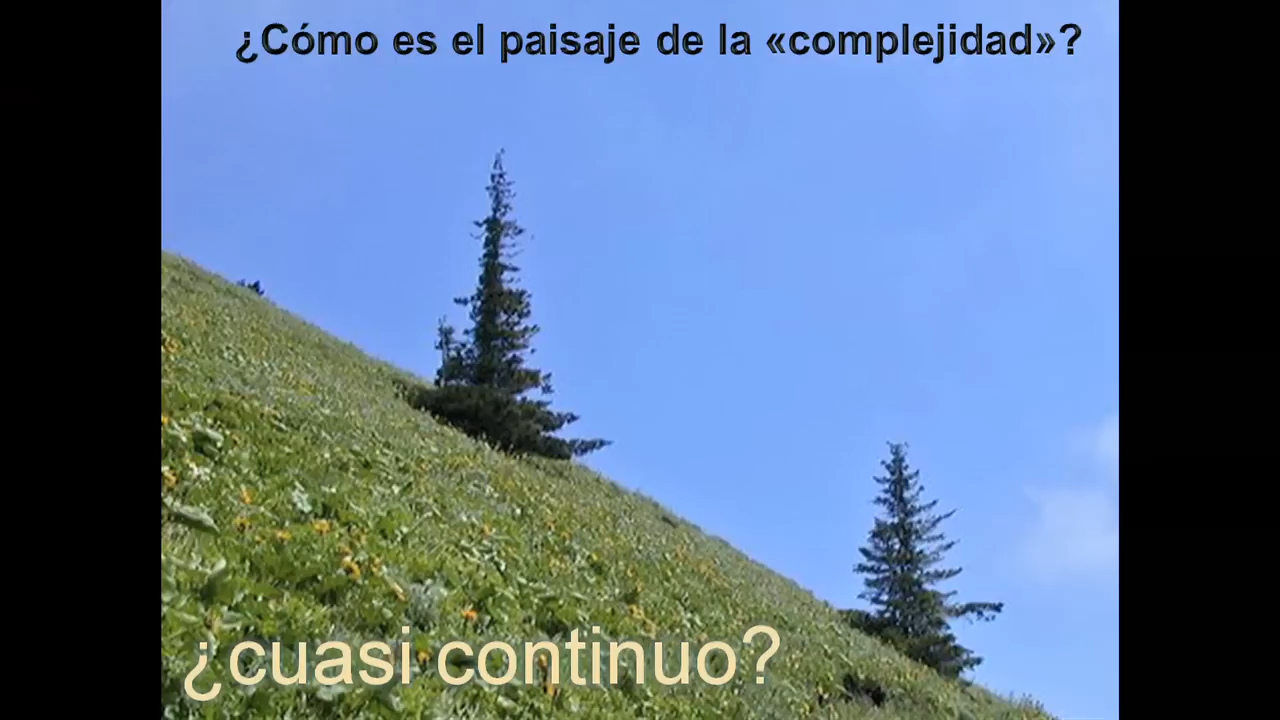 ¿Cómo es el paisaje de la «complejidad»?
¿cuasi continuo?